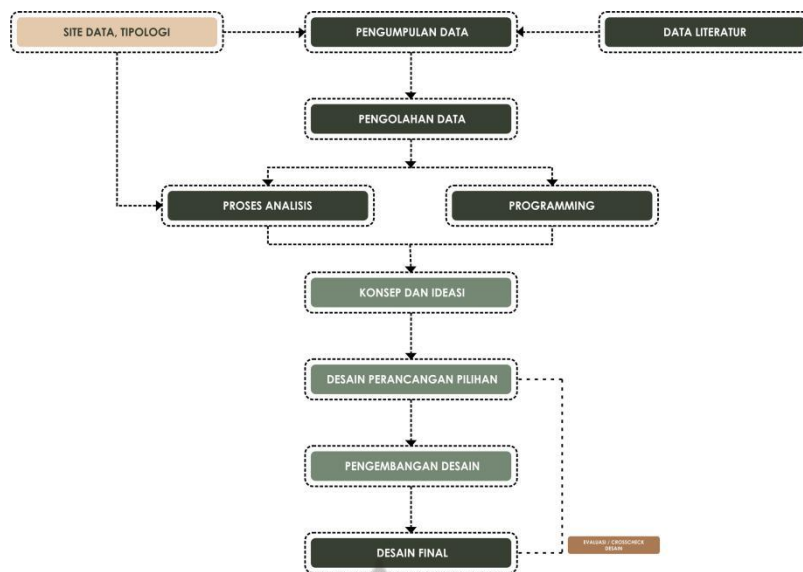 SITE DATA, TIPOLOGI
PENGUMPULAN DATA
DATA LITERATUR
PENGOLAHAN DATA
PROSES ANALISIS
PROGRAMMING
KONSEP DAN IDEASI
DESAIN PERANCANGAN PILIHAN
PENGEMBANGAN DESAIN
EVALUASI / CROSSCHECK
DESAIN
DESAIN FINAL